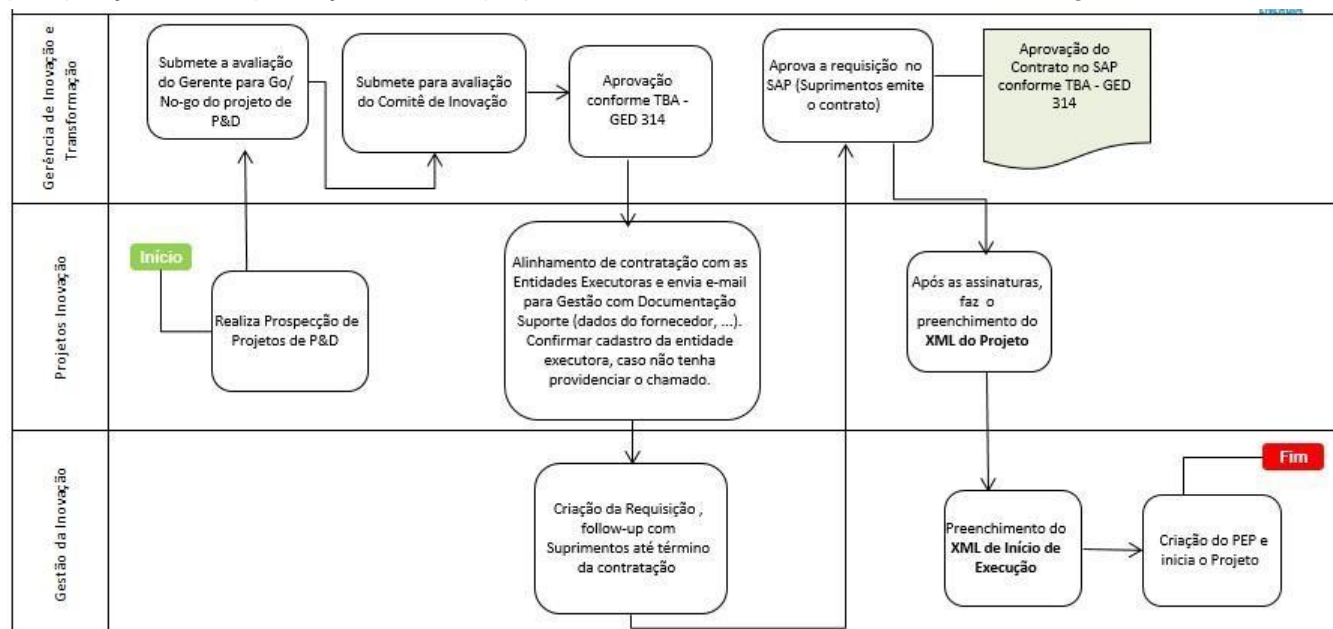 Gerência de Inovação e
Transformação
Submete a avaliação
do Gerente para Go/
No-go do projeto de
P&D
Submete para avaliação
do Comitê de Inovação
Aprovação
conforme TBA -
GED 314
Aprova a requisição no
SAP (Suprimentos emite
o contrato)
Aprovação do
Contrato no SAP
conforme TBA - GED
314
Projetos Inovação
Início
Realiza Prospecção de
Projetos de P&D
Alinhamento de contratação com as
Entidades Executoras e envia e-mail
para Gestão com Documentação
Suporte (dados do fornecedor, ...).
Confirmar cadastro da entidade
executora, caso não tenha
providenciar o chamado.
Após as assinaturas,
faz o
preenchimento do
XML do Projeto
Gestão da Inovação
Criação da Requisição ,
follow-up com
Suprimentos até término
da contratação
Preenchimento do
XML de Início de
Execução
Criação do PEP e
inicia o Projeto
Fim